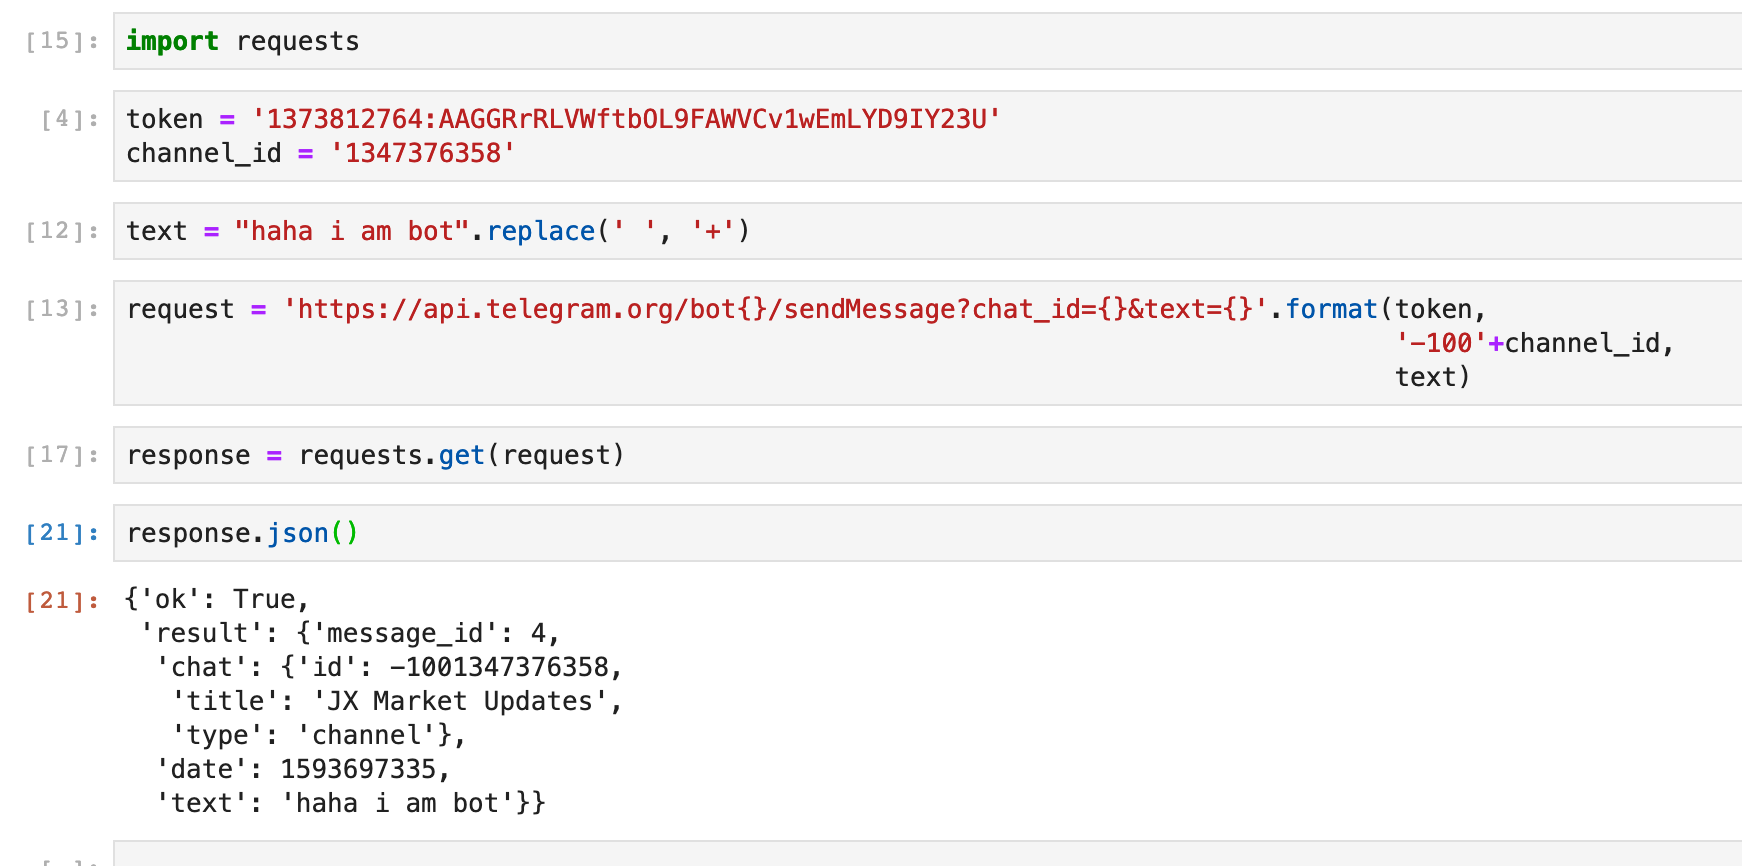 [15]: import requests
[4]: token = '1373812764:AAGGRrRLVWftbOL9FAWVCv1wEmLYD9IY23U'
channel_id = '1347376358'
[12]: text = "haha i am bot".replace(' ', '+')
[13]: request = 'https://api.telegram.org/bot{}/sendMessage?chat_id={}&text={}'.format(token,
'-100'+channel_id,
text)
[17]: response = requests.get(request)
[21]: response.json()
[21]: {'ok': True,
'result': {'message_id': 4,
'chat': {'id': -1001347376358,
'title': 'JX Market Updates',
'type': 'channel'},
'date': 1593697335,
'text': 'haha i am bot'}}